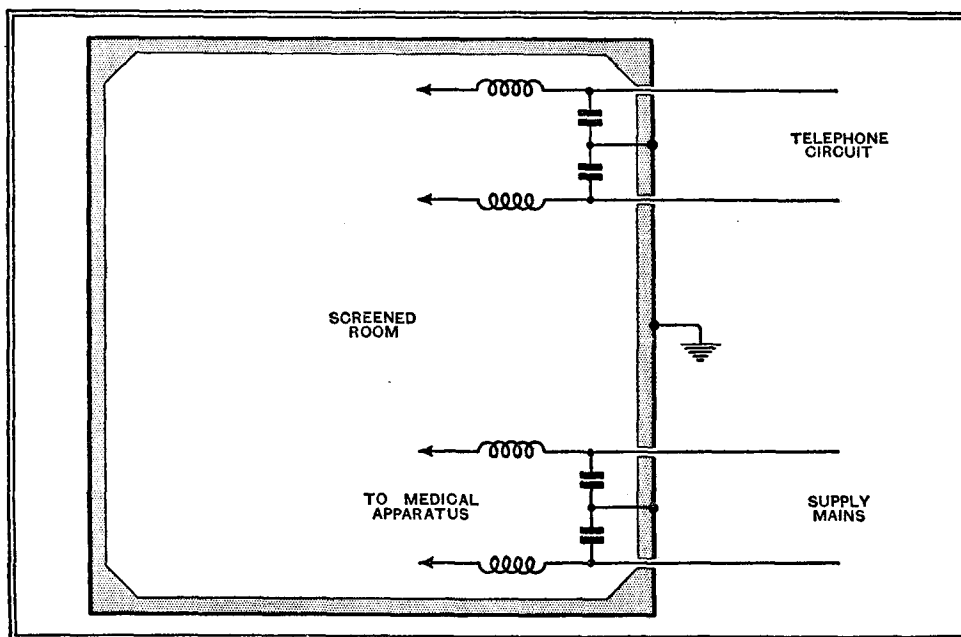 TELEPHONE
CIRCUIT
SCREENED
ROOM
TO MEDICAL
APPARATUS
SUPPLY
MAINS